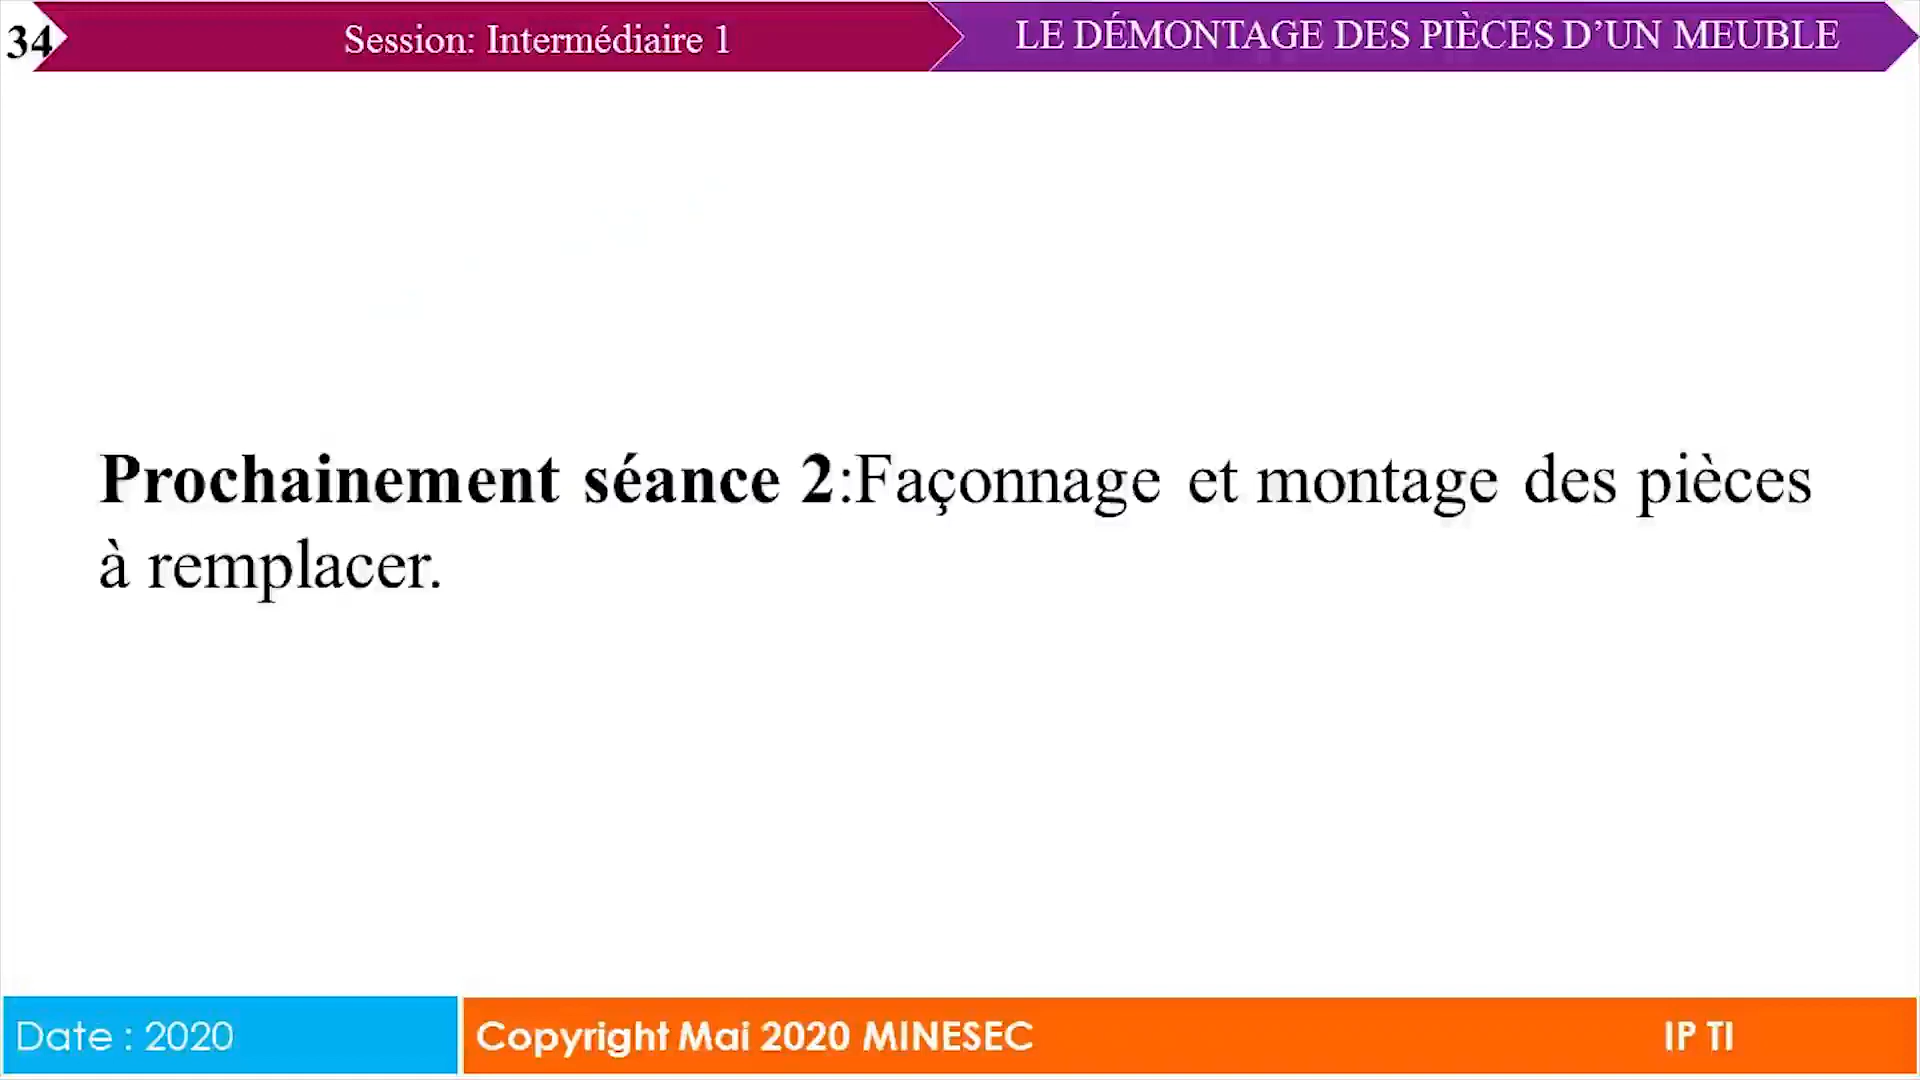 34
Session: Intermédiaire 1
LE DÉMONTAGE DES PIÈCES D’UN MEUBLE
Prochainement séance 2:Façonnage et montage des pièces
à remplacer.
Date : 2020
Copyright Mai 2020 MINESEC
IP TI